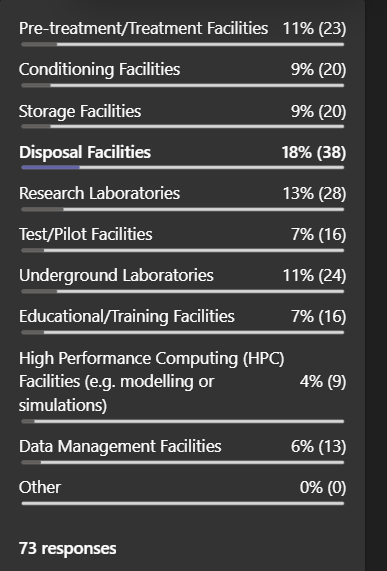 Pre-treatment/Treatment Facilities 11% (23)
Conditioning Facilities 9% (20)
Storage Facilities 9% (20)
Disposal Facilities 18% (38)
Research Laboratories 13% (28)
Test/Pilot Facilities 7% (16)
Underground Laboratories 11% (24)
Educational/Training Facilities 7% (16)
High Performance Computing (HPC)
Facilities (e.g. modelling or 4% (9)
simulations)
Data Management Facilities 6% (13)
Other 0% (0)
73 responses